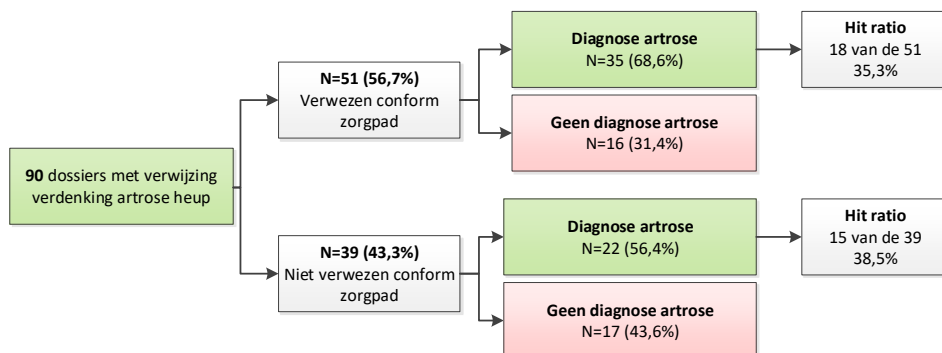 90 dossiers met verwijzing
verdenking artrose heup
N=51 (56,7%)
Verwezen conform
zorgpad
Diagnose artrose
N=35 (68,6%)
Hit ratio
18 van de 51
35,3%
Geen diagnose artrose
N=16 (31,4%)
N=39 (43,3%)
Niet verwezen conform
zorgpad
Diagnose artrose
N=22 (56,4%)
Hit ratio
15 van de 39
38,5%
Geen diagnose artrose
N=17 (43,6%)